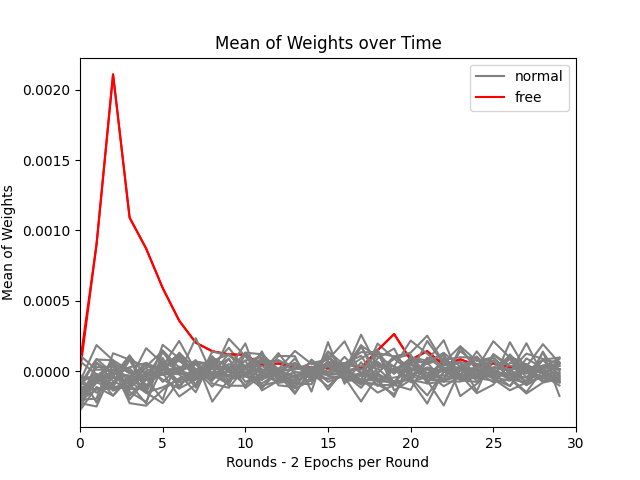 Mean of Weights over Time
normal
free
Mean of Weights
0.0020
0.0015
0.0010
0.0005
0.0000
0 5 10 15 20 25 30
Rounds - 2 Epochs per Round